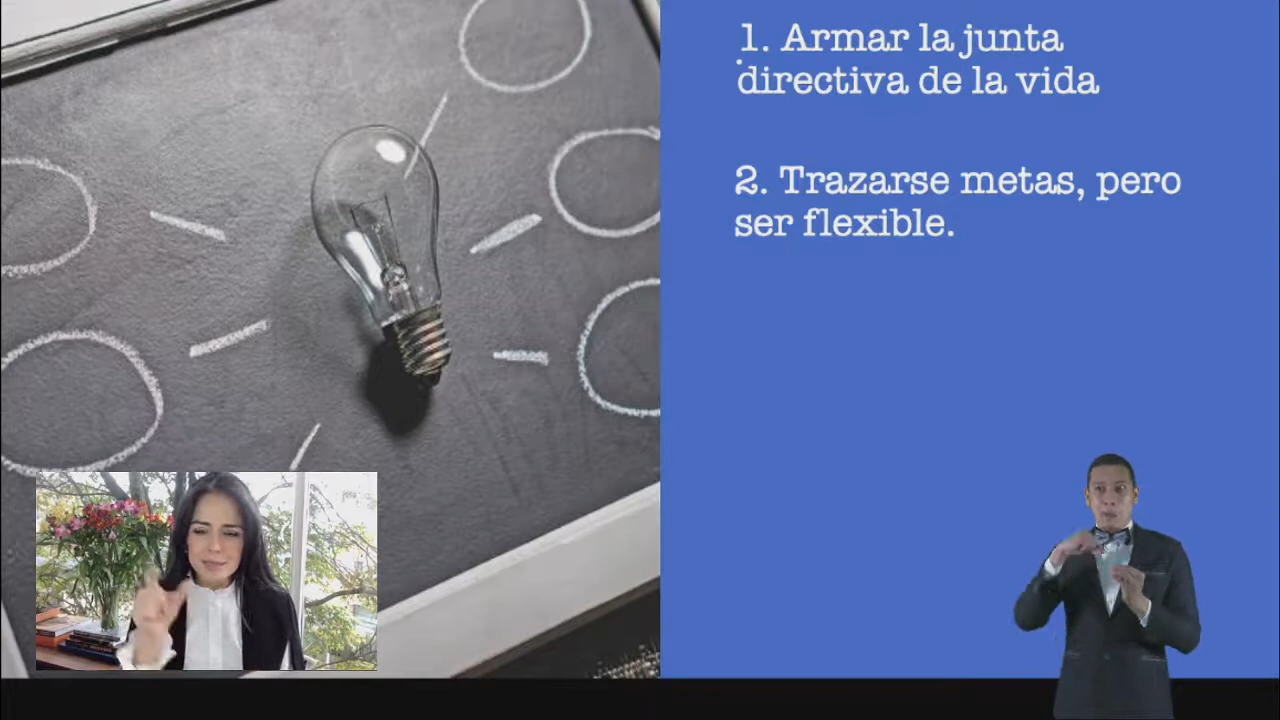 1. Armar la junta
directiva de la vida
2. Trazarse metas, pero
ser flexible.